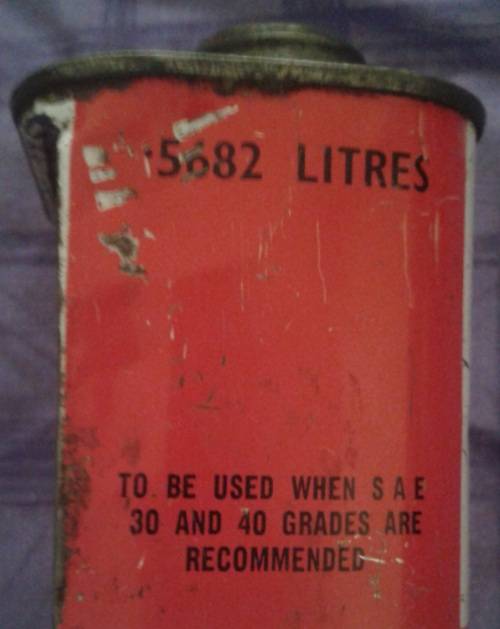 ·5682 LITRES
TO BE USED WHEN S A E
30 AND 40 GRADES ARE
RECOMMENDED